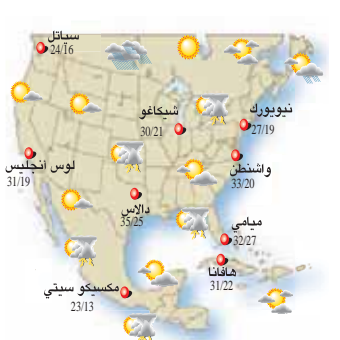 سياتل
24/16
شيكاغو
30/21
نيويورك
27/19
لوس أنجليس
31/19
واشنطن
33/20
دالاس
35/25
ميامي
32/27
هافانا
31/22
مكسيكو سيتي
23/13